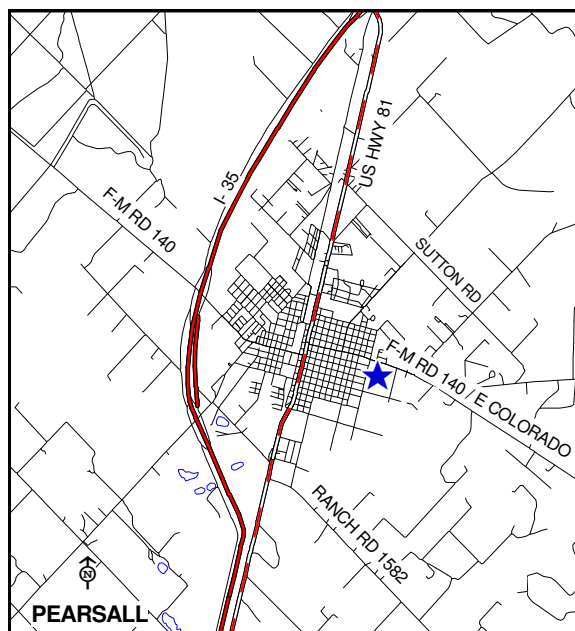 US HWY 81
I- 35
F-M RD 140
SUTTON RD
F-M RD 140 / E COLORADO
RANCH RD 1582
N
PEARSALL